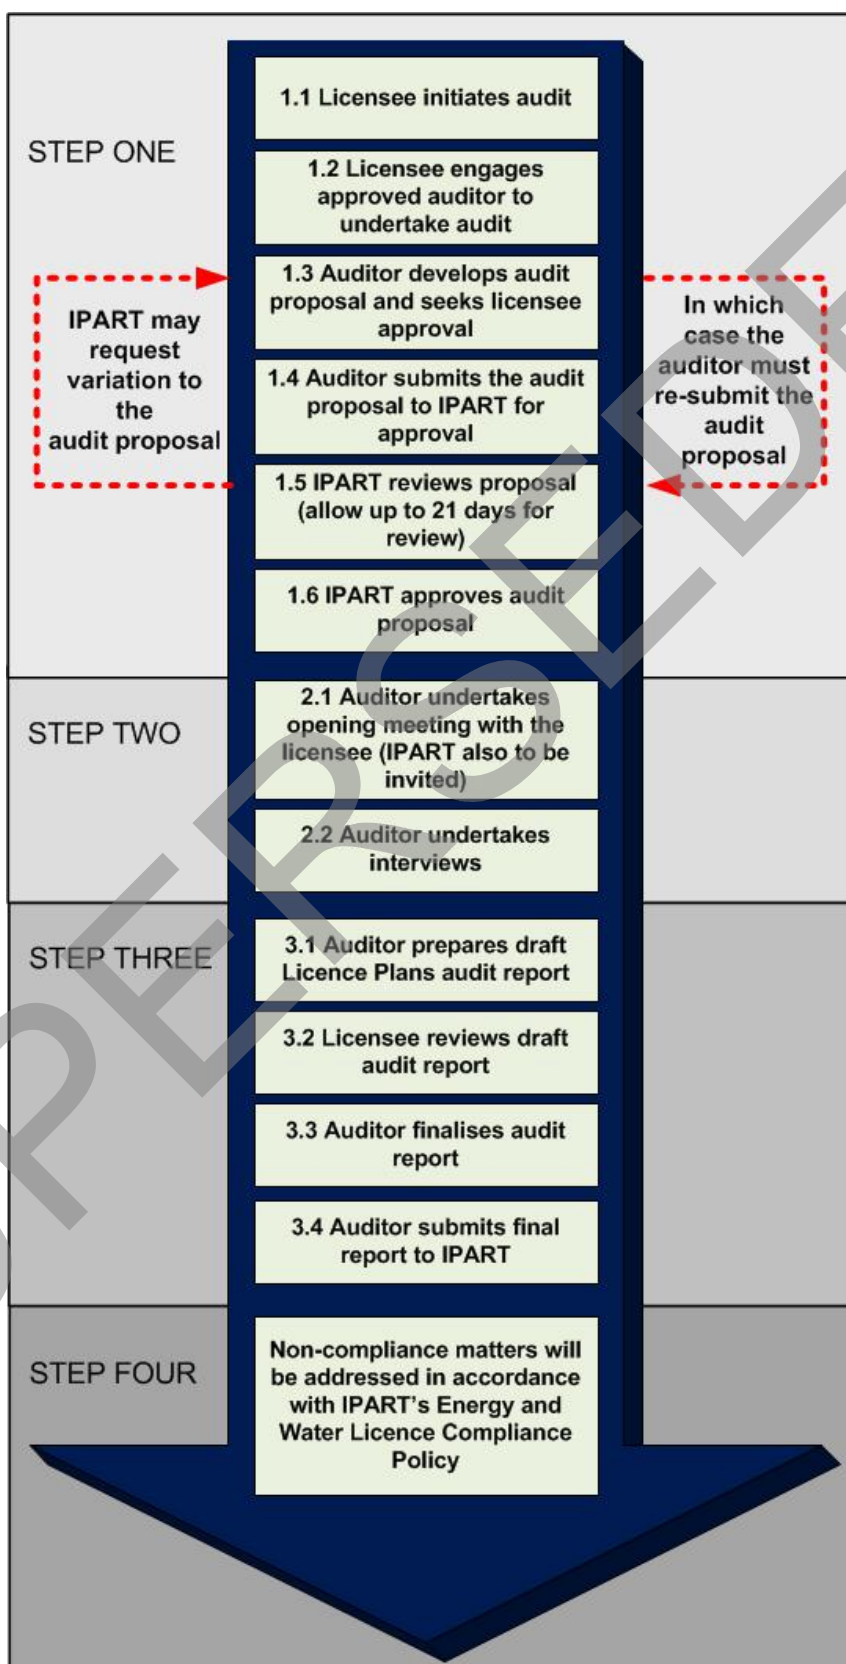 STEP ONE
1.1 Licensee initiates audit
1.2 Licensee engages
approved auditor to
undertake audit
1.3 Auditor develops audit
proposal and seeks licensee
approval
IPART may
request
variation to
the
audit proposal
In which
case the
auditor must
re-submit the
audit
proposal
1.4 Auditor submits the audit
proposal to IPART for
approval
1.5 IPART reviews proposal
(allow up to 21 days for
review)
1.6 IPART approves audit
proposal
STEP TWO
2.1 Auditor undertakes
opening meeting with the
licensee (IPART also to be
invited)
2.2 Auditor undertakes
interviews
STEP THREE
3.1 Auditor prepares draft
Licence Plans audit report
3.2 Licensee reviews draft
audit report
3.3 Auditor finalises audit
report
3.4 Auditor submits final
report to IPART
STEP FOUR
Non-compliance matters will
be addressed in accordance
with IPART's Energy and
Water Licence Compliance
Policy